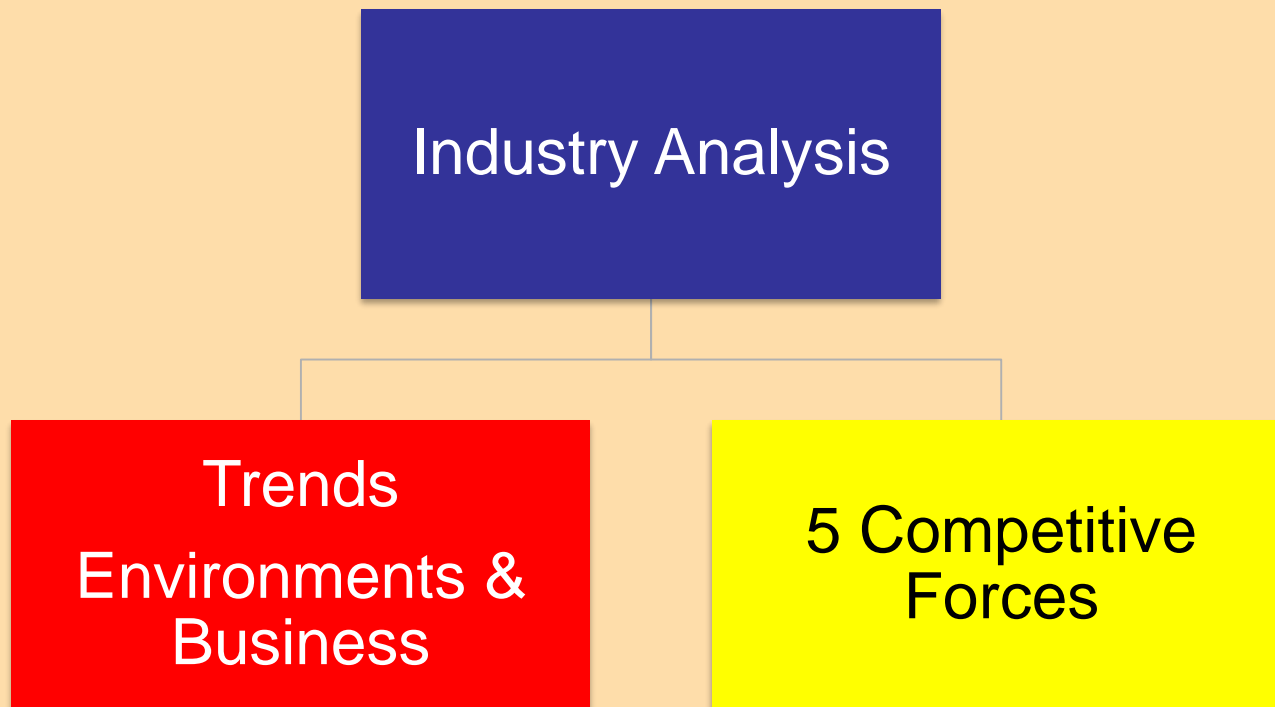 Industry Analysis
Trends
Environments &
Business
5 Competitive
Forces